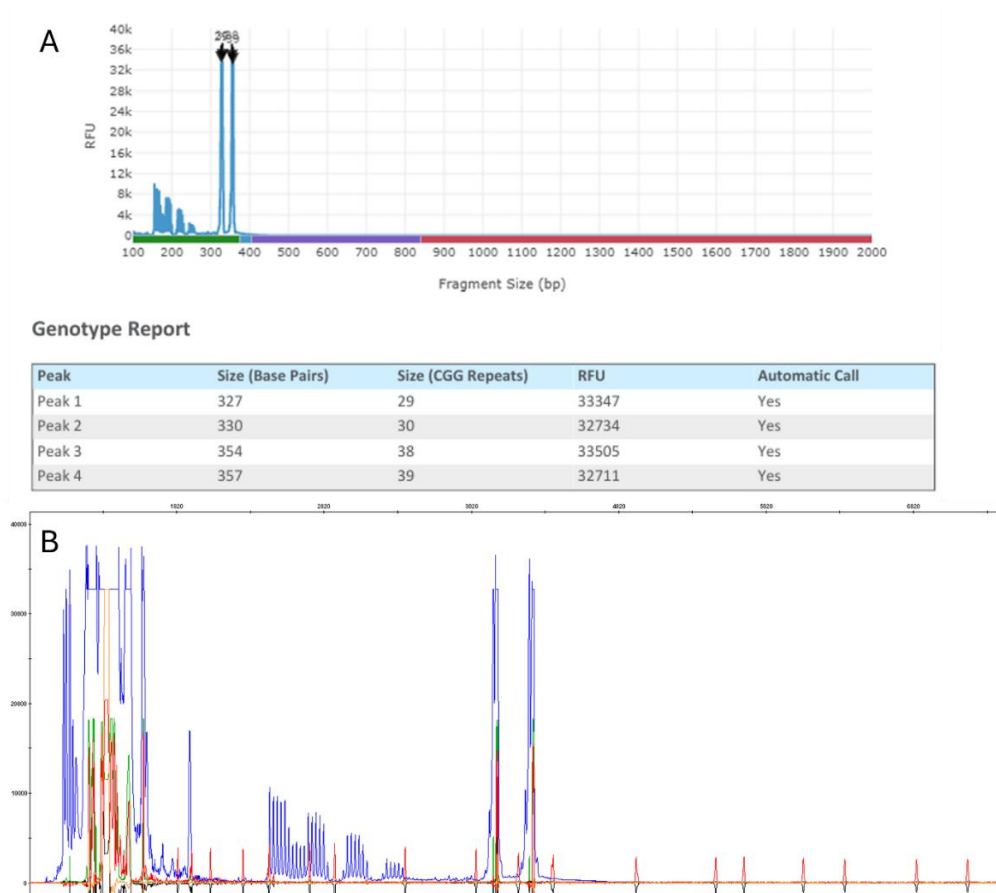 A
40k
36k
32k
28k
24k
20k
16k
12k
8k
4k
0
RFU
100 200 300 400 500 600 700 800 900 1000 1100 1200 1300 1400 1500 1600 1700 1800 1900 2000
Fragment Size (bp)
Genotype Report
Peak Size (Base Pairs) Size (CGG Repeats) RFU Automatic Call
Peak 1 327 29 33347 Yes
Peak 2 330 30 32734 Yes
Peak 3 354 38 33505 Yes
Peak 4 357 39 32711 Yes
B
1020 2020 3020 4020 5020 6020
40000
30000
20000
10000
0